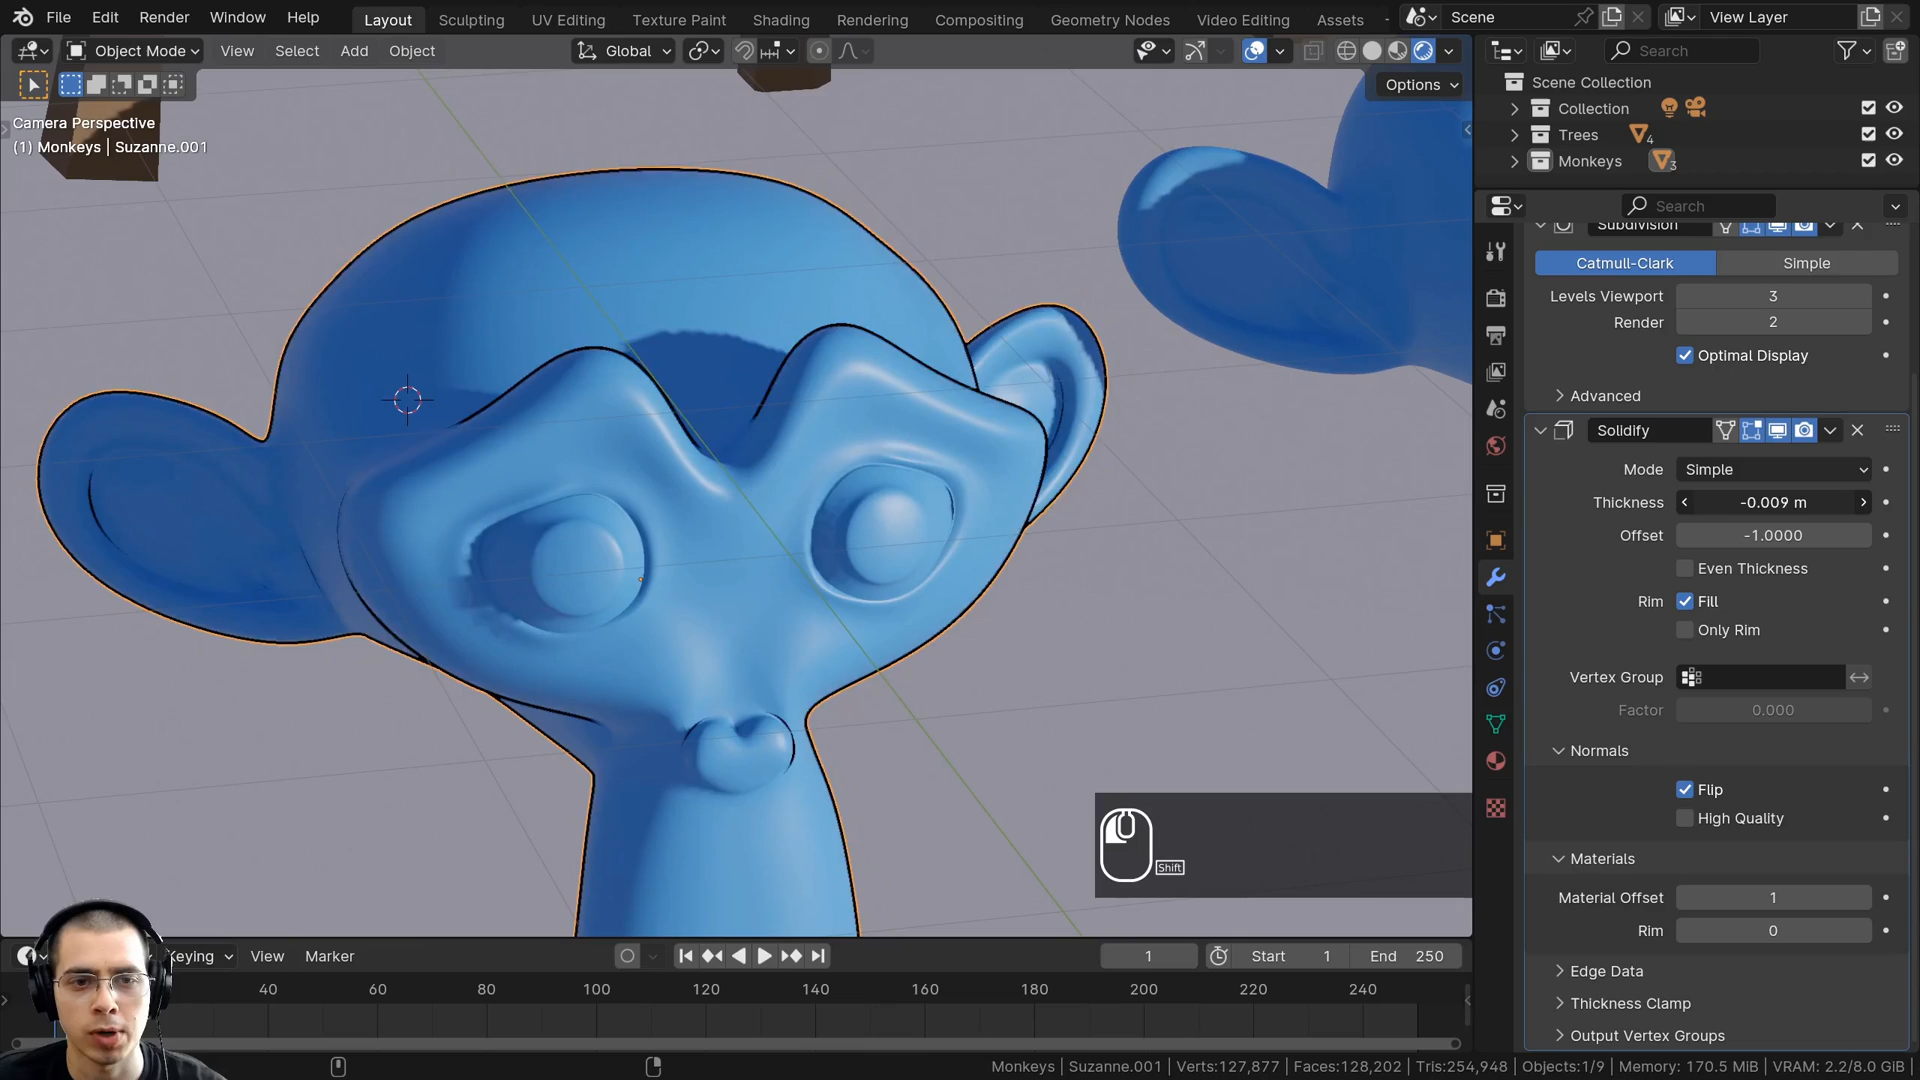 File Edit Render Window Help Layout Sculpting UV Editing Texture Paint Shading Rendering Compositing Geometry Nodes Video Editing Assets Scene View Layer
Object Mode View Select Add Object Global Search
Options
Camera Perspective
(1) Monkeys | Suzanne.001
Scene Collection
Collection
Trees 4
Monkeys 3
Search
Subdivision
Catmull-Clark Simple
Levels Viewport 3
Render 2
Optimal Display
Advanced
Solidify
Mode Simple
Thickness -0.009 m
Offset -1.0000
Even Thickness
Rim Fill
Only Rim
Vertex Group
Factor 0.000
Normals
Flip
High Quality
Materials
Material Offset 1
Rim 0
Edge Data
Thickness Clamp
Output Vertex Groups
Shift
Keying View Marker 1 Start 1 End 250
40 60 80 100 120 140 160 180 200 220 240
Monkeys | Suzanne.001 | Verts:127,877 | Faces:128,202 | Tris:254,948 | Objects:1/9 | Memory: 170.5 MiB | VRAM: 2.2/8.0 GiB